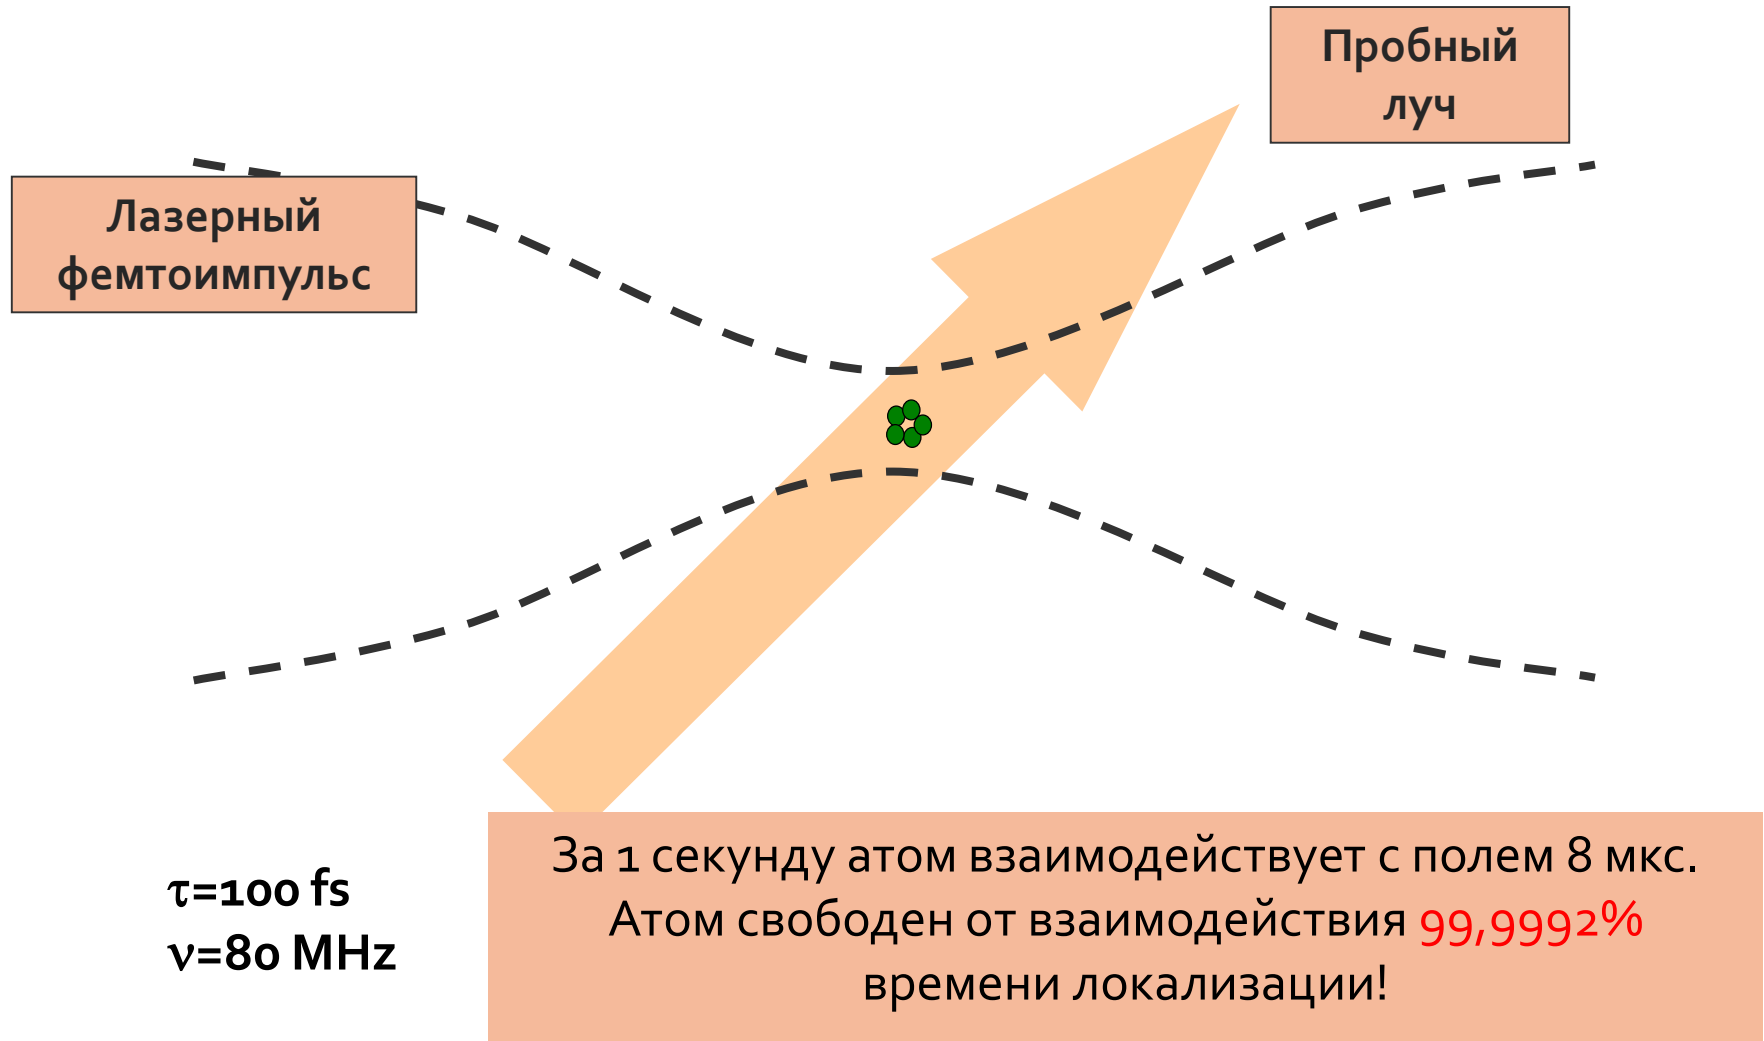 Пробный
луч
Лазерный
фемтоимпульс
τ=100 fs
ν=80 MHz
За 1 секунду атом взаимодействует с полем 8 мкс.
Атом свободен от взаимодействия 99,9992%
времени локализации!